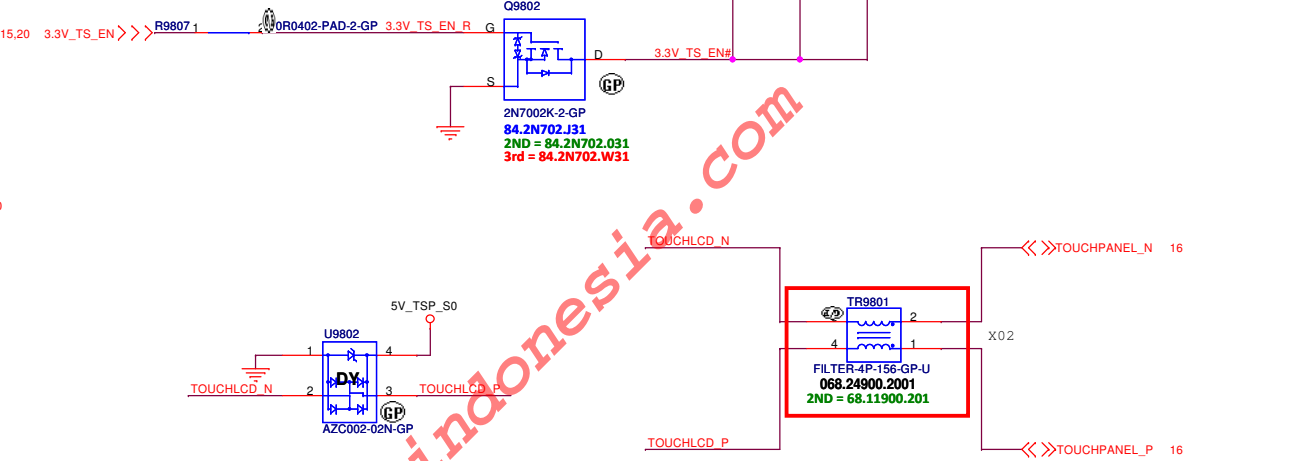 Q9802
15,20 3.3V_TS_EN R9807 1 0R0402-PAD-2-GP 3.3V_TS_EN_R G
D 3.3V_TS_EN#
S GP
2N7002K-2-GP
84.2N702.J31
2ND = 84.2N702.031
3rd = 84.2N702.W31
indonesia.com
TOUCHLCD_N TOUCHPANEL_N 16
5V_TSP_S0 TR9801
2
U9802 X02
1 4 4 1
FILTER-4P-156-GP-U
DY 068.24900.2001
TOUCHLCD_N 2 3 TOUCHLCD_P 2ND = 68.11900.201
GP
AZC002-02N-GP
TOUCHLCD_P TOUCHPANEL_P 16